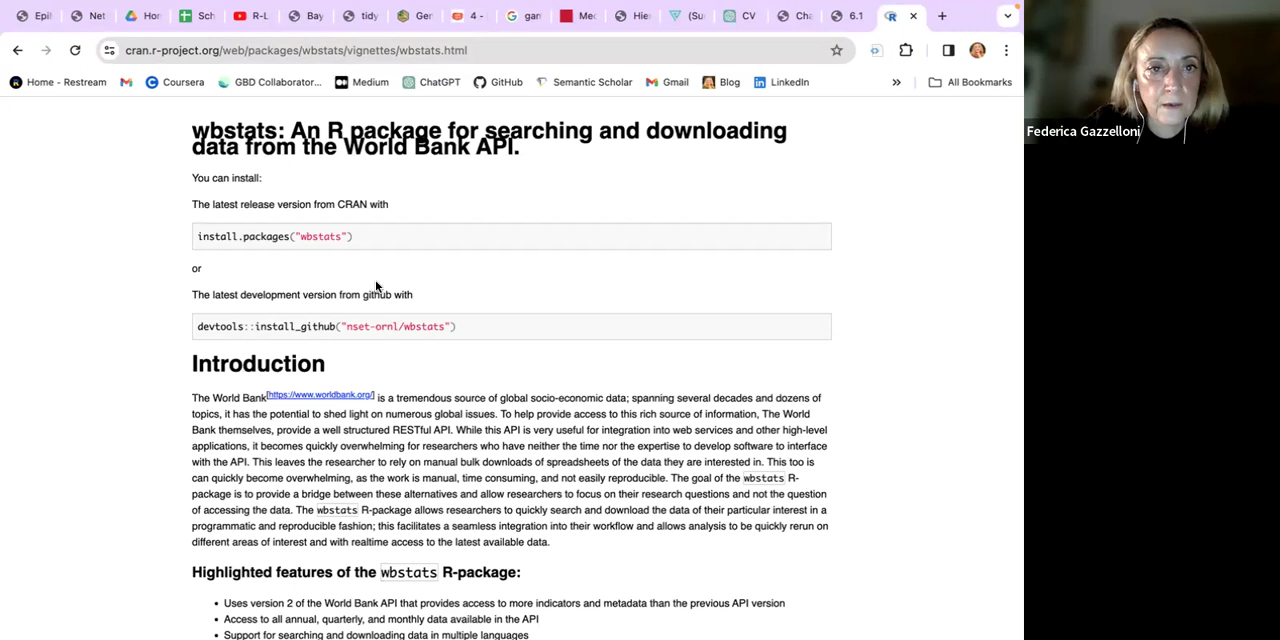 Epil
Net
Hon
Sch
R-L
Bay
tidy
Ger
4 -
gan
Mec
Hier
(Su
CV
Cha
6.1
cran.r-project.org/web/packages/wbstats/vignettes/wbstats.html
Home - Restream
Coursera
GBD Collaborator...
Medium
ChatGPT
GitHub
Semantic Scholar
Gmail
Blog
LinkedIn
»
All Bookmarks
Federica Gazzelloni
wbstats: An R package for searching and downloading
data from the World Bank API.
You can install:
The latest release version from CRAN with
install.packages("wbstats")
or
The latest development version from github with
devtools::install_github("nset-ornl/wbstats")
Introduction
The World Bank[https://www.worldbank.org/] is a tremendous source of global socio-economic data; spanning several decades and dozens of
topics, it has the potential to shed light on numerous global issues. To help provide access to this rich source of information, The World
Bank themselves, provide a well structured RESTful API. While this API is very useful for integration into web services and other high-level
applications, it becomes quickly overwhelming for researchers who have neither the time nor the expertise to develop software to interface
with the API. This leaves the researcher to rely on manual bulk downloads of spreadsheets of the data they are interested in. This too is
can quickly become overwhelming, as the work is manual, time consuming, and not easily reproducible. The goal of the wbstats R-
package is to provide a bridge between these alternatives and allow researchers to focus on their research questions and not the question
of accessing the data. The wbstats R-package allows researchers to quickly search and download the data of their particular interest in a
programmatic and reproducible fashion; this facilitates a seamless integration into their workflow and allows analysis to be quickly rerun on
different areas of interest and with realtime access to the latest available data.
Highlighted features of the wbstats R-package:
• Uses version 2 of the World Bank API that provides access to more indicators and metadata than the previous API version
• Access to all annual, quarterly, and monthly data available in the API
• Support for searching and downloading data in multiple languages